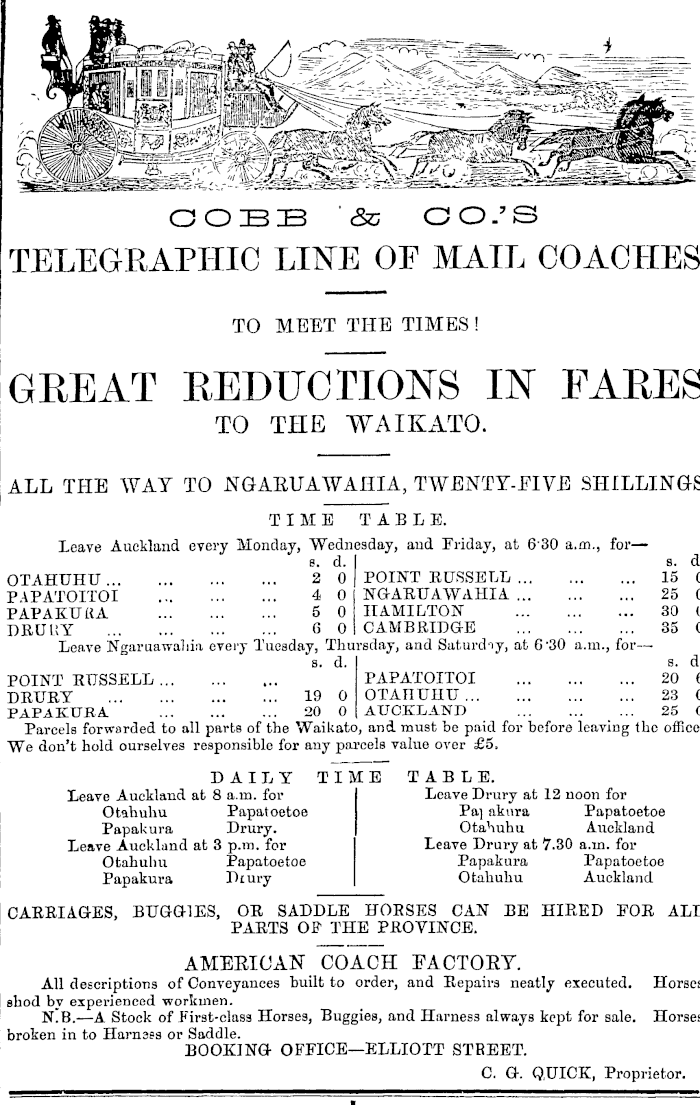 COBB & CO.'S
TELEGRAPHIC LINE OF MAIL COACHES
TO MEET THE TIMES!
GREAT REDUCTIONS IN FARES
TO THE WAIKATO.
ALL THE WAY TO NGARUAWAHIA, TWENTY-FIVE SHILLINGS
TIME TABLE.
Leave Auckland every Monday, Wednesday, and Friday, at 6·30 a.m., for—
s. d. s. d
OTAHUHU ... ... ... ... 2 0 POINT RUSSELL ... ... ... 15 0
PAPATOITOI ... ... ... 4 0 NGARUAWAHIA ... ... ... 25 0
PAPAKURA ... ... ... 5 0 HAMILTON ... ... ... 30 0
DRURY ... ... ... ... 6 0 CAMBRIDGE ... ... ... 35 0
Leave Ngaruawahia every Tuesday, Thursday, and Saturday, at 6·30 a.m., for—
s. d. s. d
POINT RUSSELL ... ... ... PAPATOITOI ... ... ... 20 6
DRURY ... ... ... ... 19 0 OTAHUHU ... ... ... ... 23 0
PAPAKURA ... ... ... 20 0 AUCKLAND ... ... ... 25 0
Parcels forwarded to all parts of the Waikato, and must be paid for before leaving the office
We don't hold ourselves responsible for any parcels value over £5.
DAILY TIME TABLE.
Leave Auckland at 8 a.m. for
Otahuhu Papatoetoe
Papakura Drury.
Leave Auckland at 3 p.m. for
Otahuhu Papatoetoe
Papakura Drury
Leave Drury at 12 noon for
Papakura Papatoetoe
Otahuhu Auckland
Leave Drury at 7.30 a.m. for
Papakura Papatoetoe
Otahuhu Auckland
CARRIAGES, BUGGIES, OR SADDLE HORSES CAN BE HIRED FOR ALL
PARTS OF THE PROVINCE.
AMERICAN COACH FACTORY.
All descriptions of Conveyances built to order, and Repairs neatly executed. Horses
shod by experienced workmen.
N.B.—A Stock of First-class Horses, Buggies, and Harness always kept for sale. Horses
broken in to Harness or Saddle.
BOOKING OFFICE—ELLIOTT STREET.
C. G. QUICK, Proprietor.